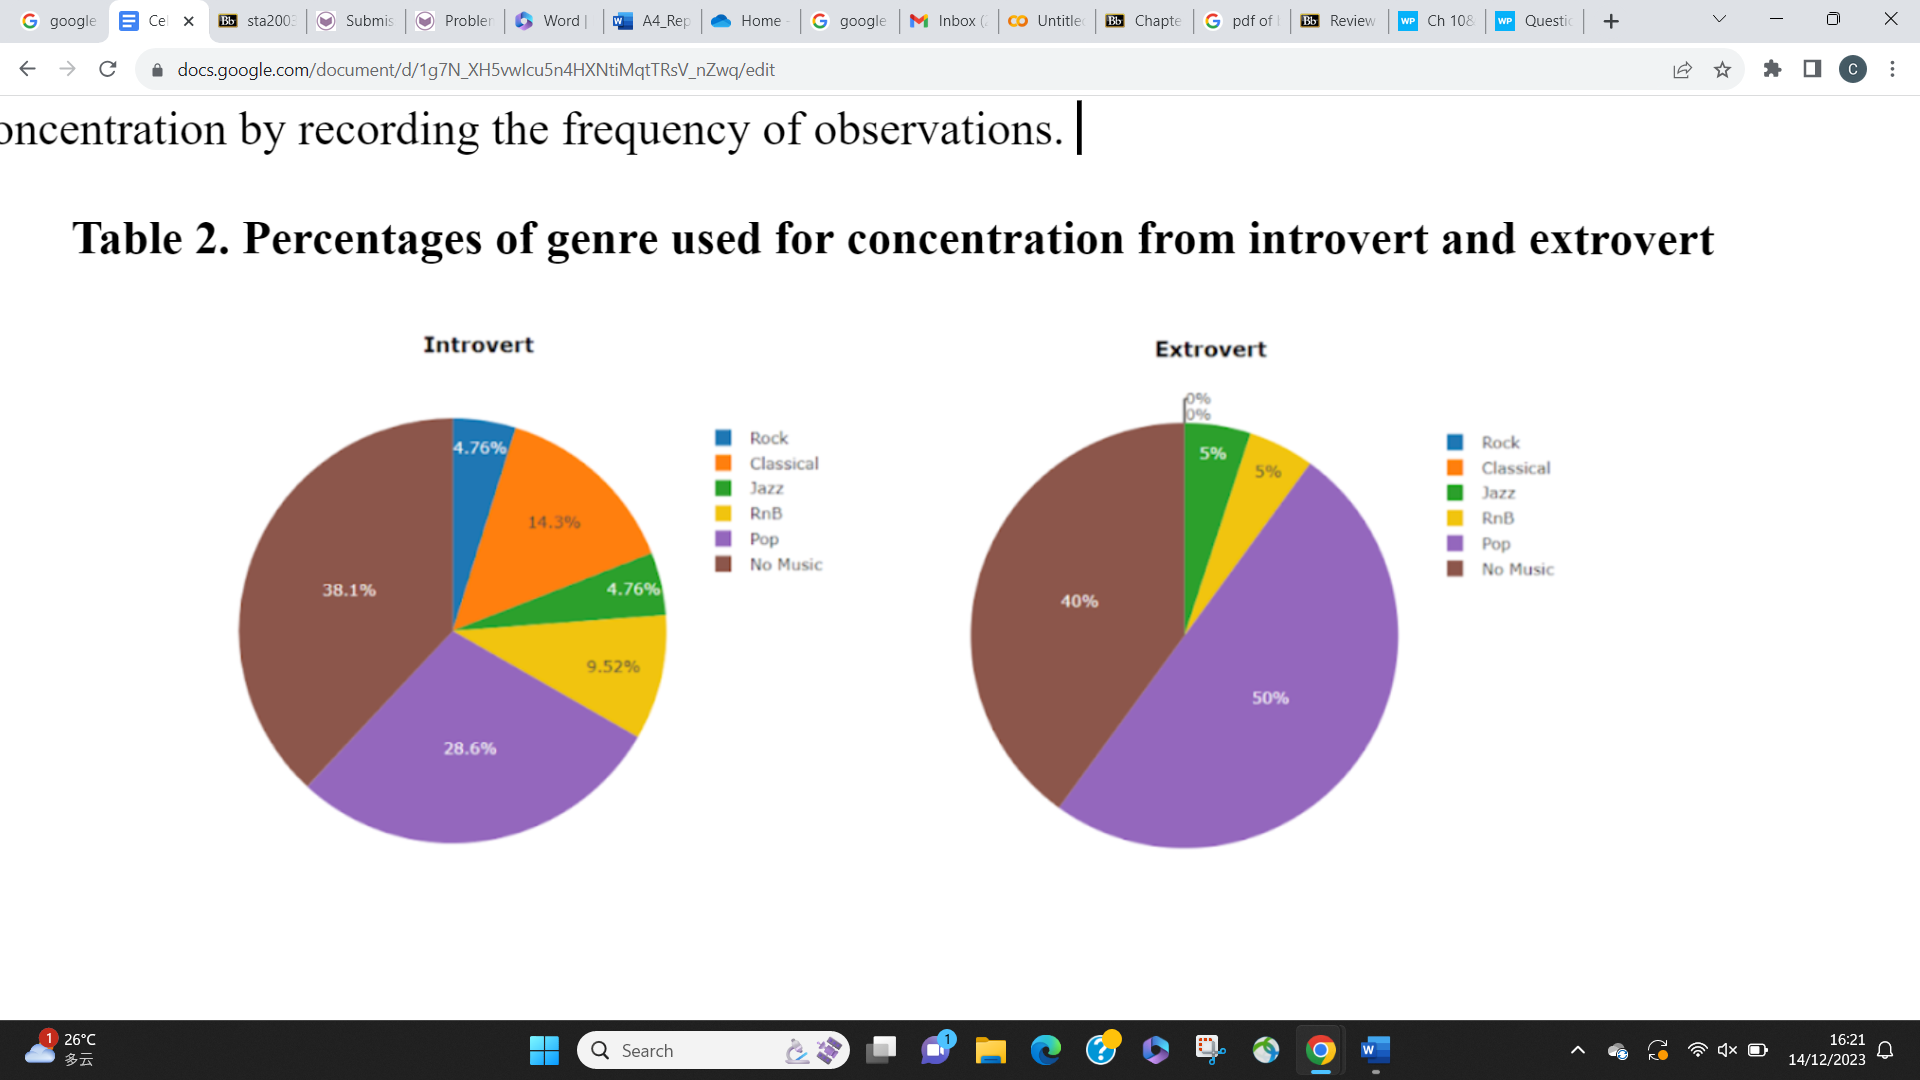 google
Ce
sta2003
Submis
Problem
Word |
A4_Rep
Home -
google
Inbox (
Untitle
Chapte
pdf of
Review
Ch 10&
Questic
docs.google.com/document/d/1g7N_XH5vwIcu5n4HXNtiMqtTRsV_nZwq/edit
C
oncentration by recording the frequency of observations.
Table 2. Percentages of genre used for concentration from introvert and extrovert
Introvert
4.76%
14.3%
4.76%
9.52%
28.6%
38.1%
Rock
Classical
Jazz
RnB
Pop
No Music
Extrovert
0%
0%
5%
5%
50%
40%
Rock
Classical
Jazz
RnB
Pop
No Music
1
26°C
多云
Search
1
16:21
14/12/2023